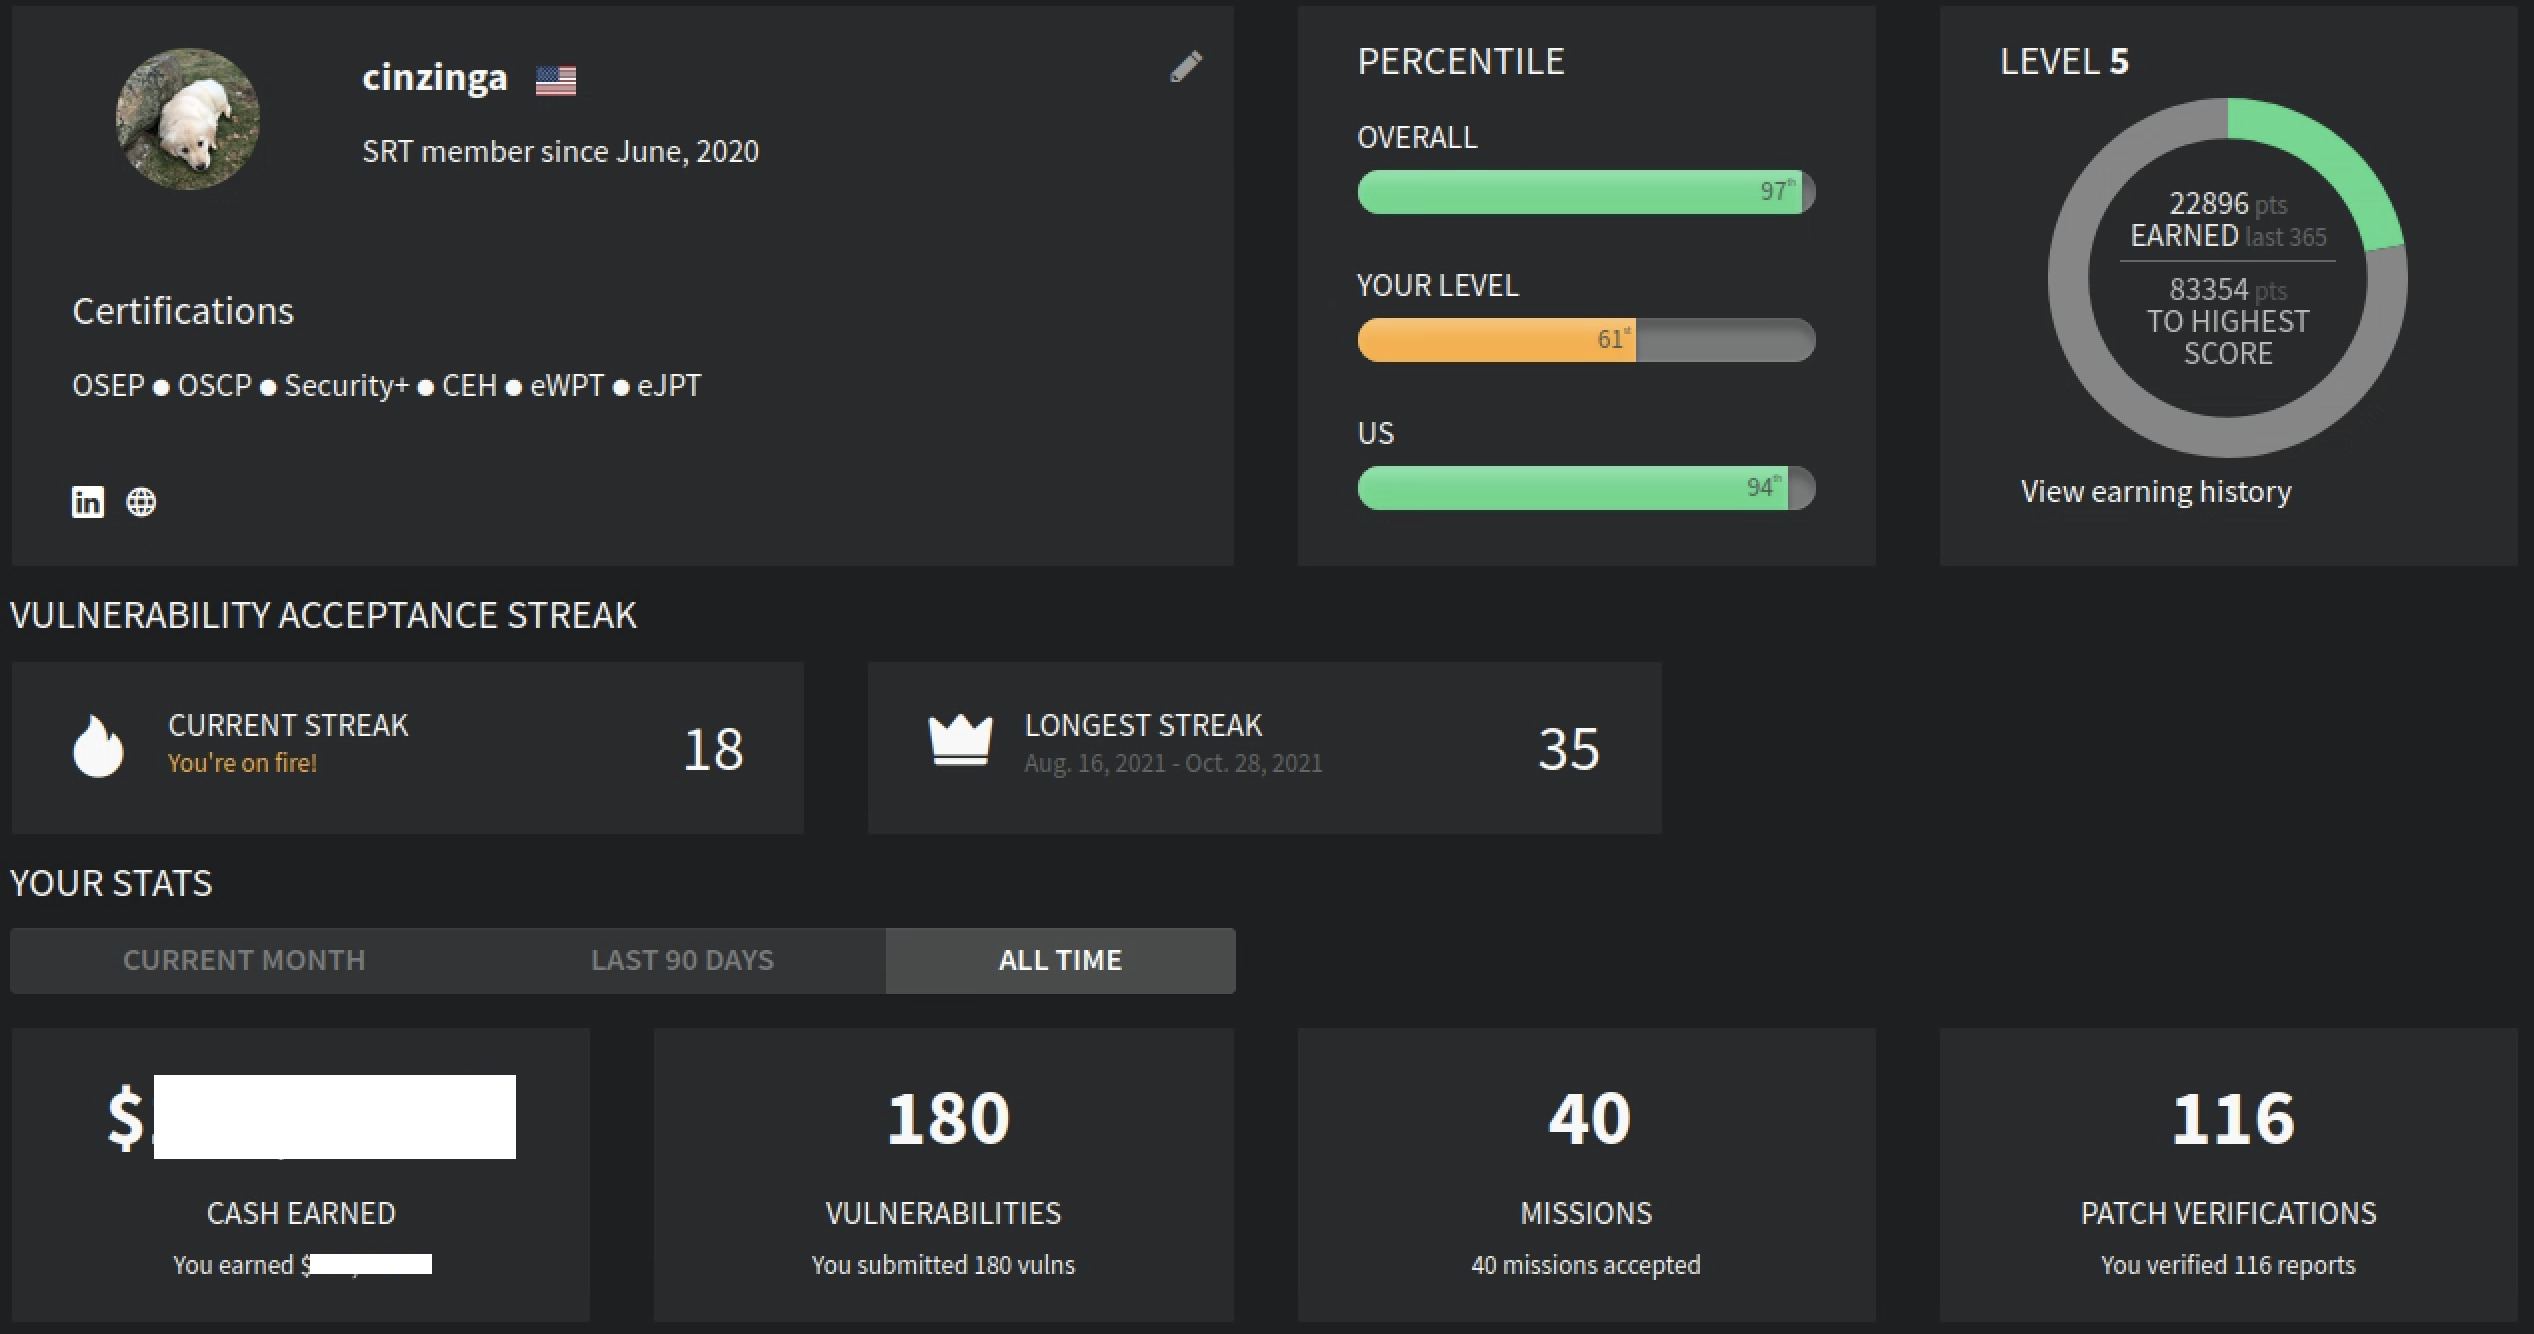 cinzinga
SRT member since June, 2020
Certifications
OSEP ● OSCP ● Security+ ● CEH ● eWPT ● eJPT
in
PERCENTILE
OVERALL
97th
YOUR LEVEL
61st
US
94th
LEVEL 5
22896 pts
EARNED last 365
83354 pts
TO HIGHEST
SCORE
View earning history
VULNERABILITY ACCEPTANCE STREAK
CURRENT STREAK
You're on fire!
18
LONGEST STREAK
Aug. 16, 2021 - Oct. 28, 2021
35
YOUR STATS
CURRENT MONTH
LAST 90 DAYS
ALL TIME
$
CASH EARNED
You earned $
180
VULNERABILITIES
You submitted 180 vulns
40
MISSIONS
40 missions accepted
116
PATCH VERIFICATIONS
You verified 116 reports